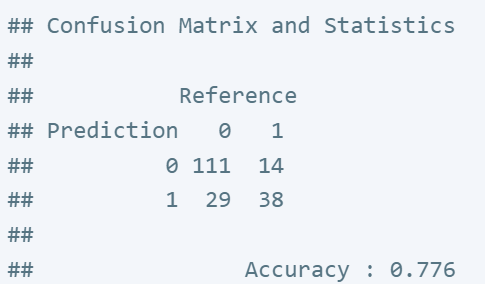 ## Confusion Matrix and Statistics
##
##           Reference
## Prediction   0   1
##          0 111  14
##          1  29  38
##
##                Accuracy : 0.776